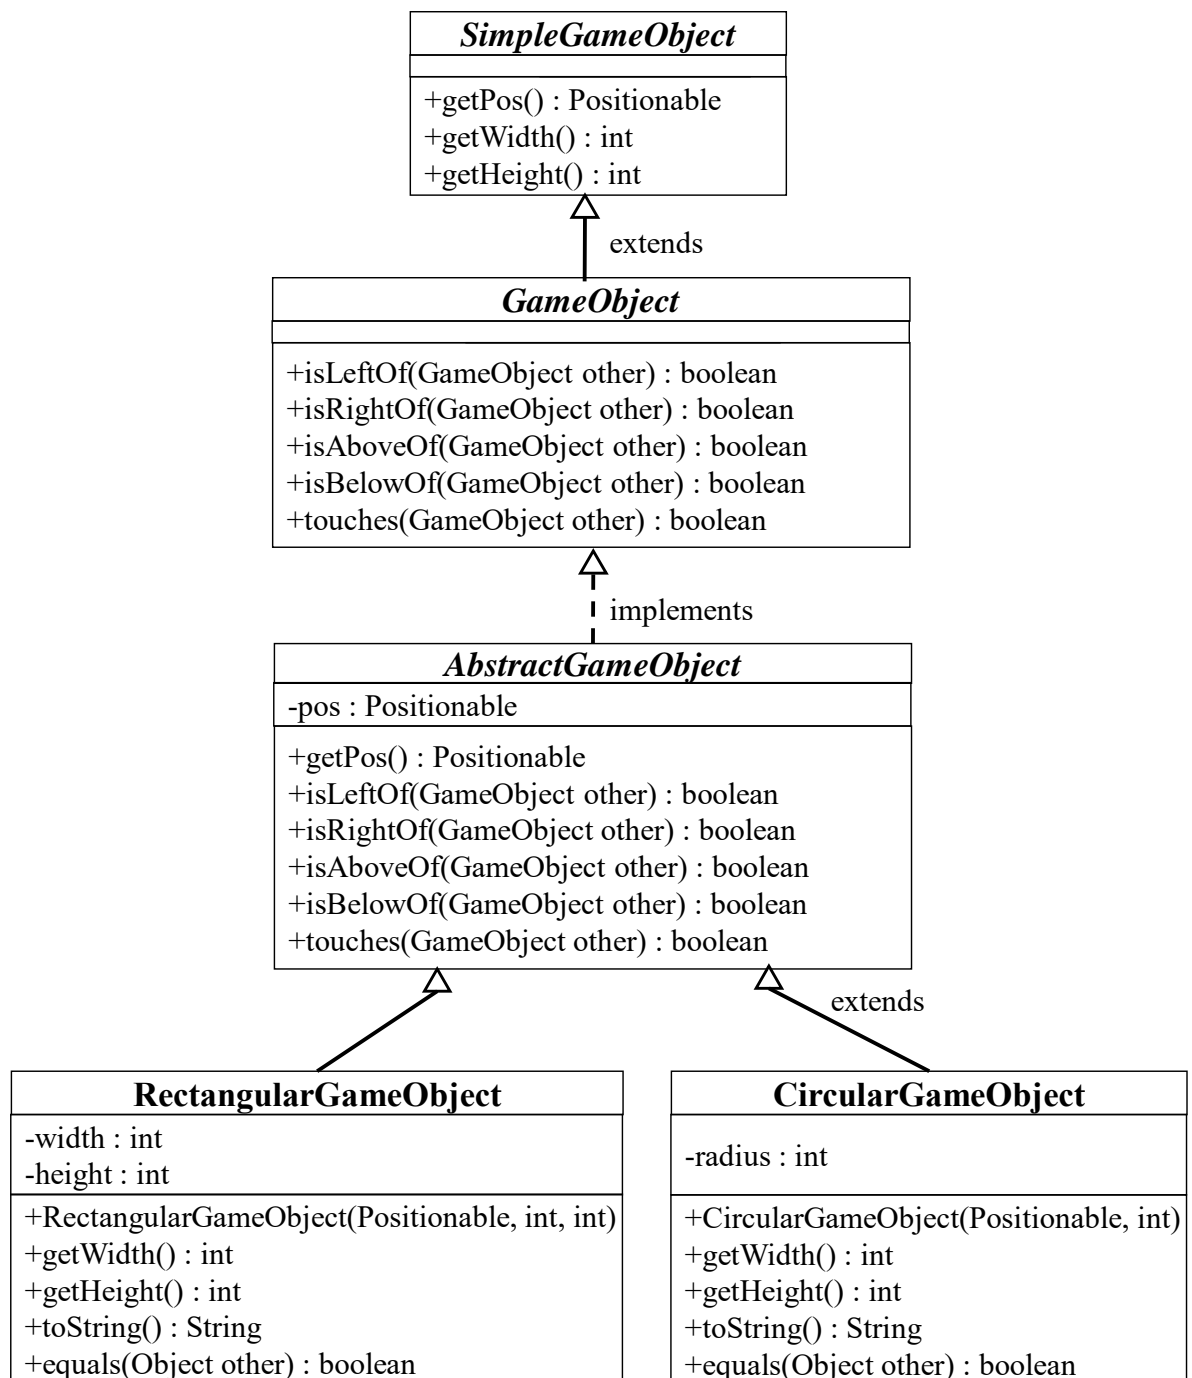 SimpleGameObject
+getPos() : Positionable
+getWidth() : int
+getHeight() : int
extends
GameObject
+isLeftOf(GameObject other) : boolean
+isRightOf(GameObject other) : boolean
+isAboveOf(GameObject other) : boolean
+isBelowOf(GameObject other) : boolean
+touches(GameObject other) : boolean
implements
AbstractGameObject
-pos : Positionable
+getPos() : Positionable
+isLeftOf(GameObject other) : boolean
+isRightOf(GameObject other) : boolean
+isAboveOf(GameObject other) : boolean
+isBelowOf(GameObject other) : boolean
+touches(GameObject other) : boolean
extends
RectangularGameObject
-width : int
-height : int
+RectangularGameObject(Positionable, int, int)
+getWidth() : int
+getHeight() : int
+toString() : String
+equals(Object other) : boolean
CircularGameObject
-radius : int
+CircularGameObject(Positionable, int)
+getWidth() : int
+getHeight() : int
+toString() : String
+equals(Object other) : boolean